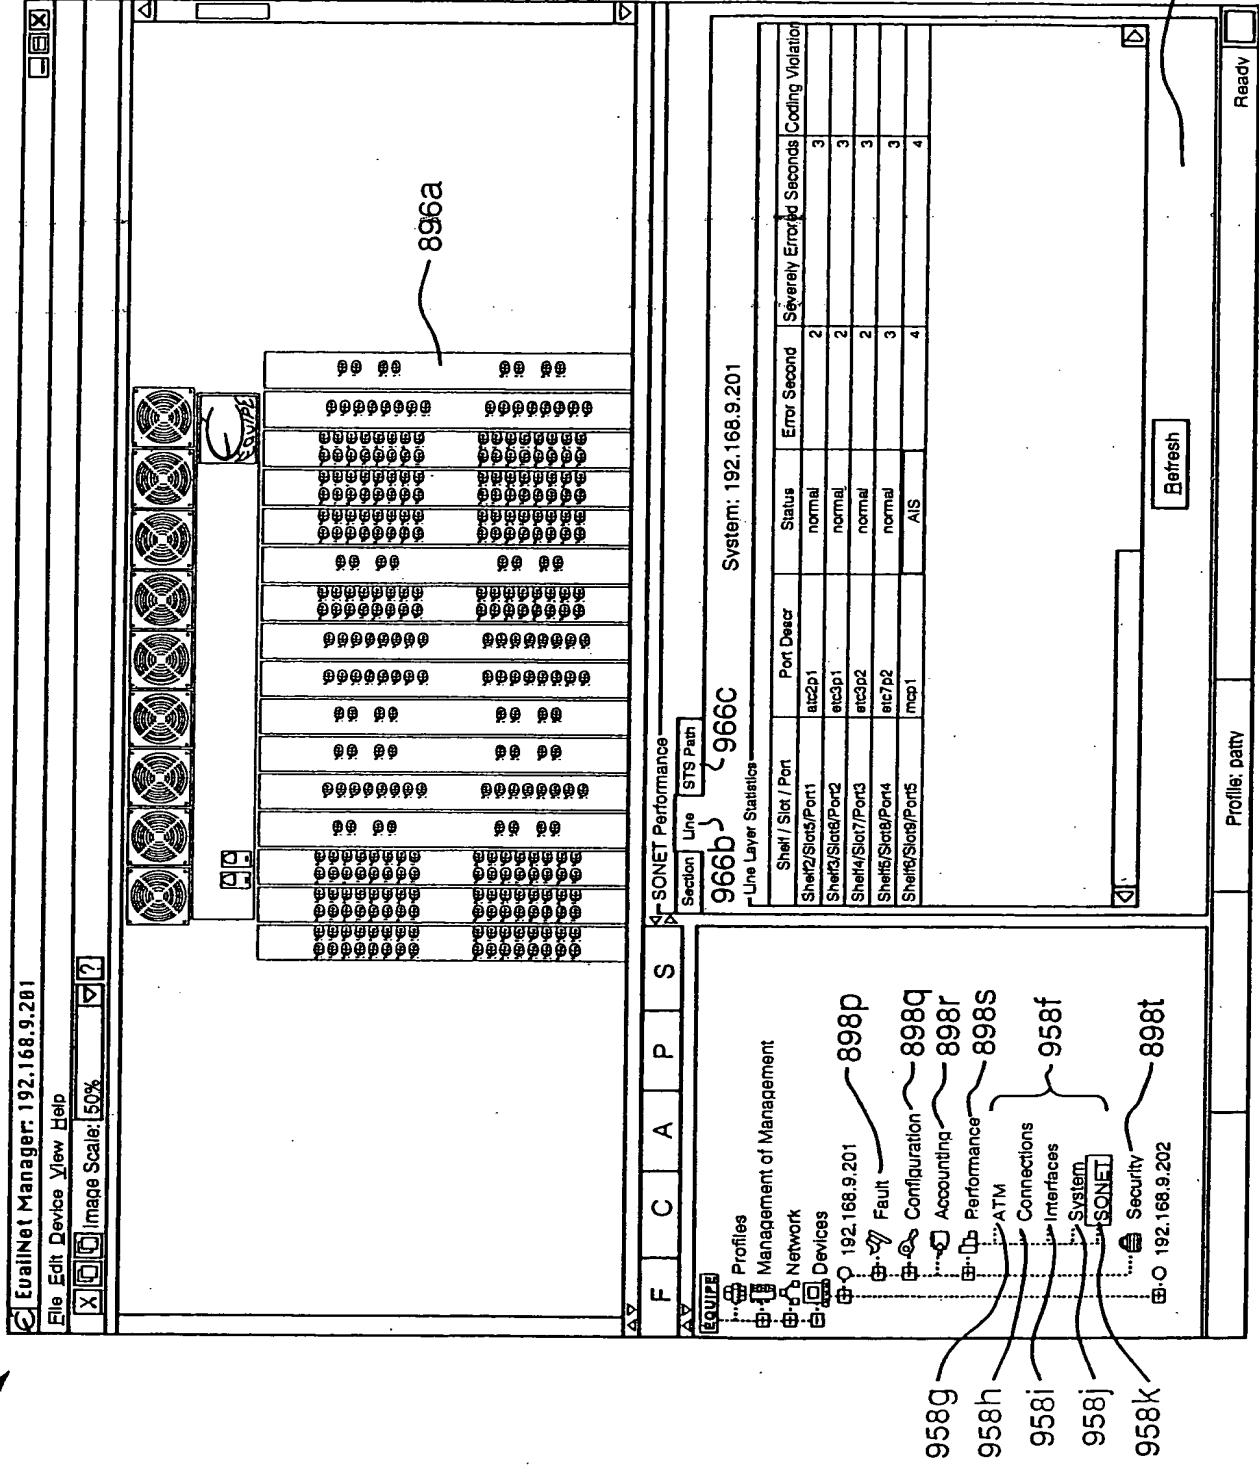 EuailNet Manager: 192.168.9.201
File Edit Device View Help
Image Scale: 50% ?
896a
F C A P S
EQUIPE
Profiles
Management of Management
Network
Devices
192.168.9.201
898p
Fault
Configuration
898q
Accounting
898r
Performance
898s
ATM
Connections
Interfaces
System
SONET
958f
Security
898t
192.168.9.202
958g
958h
958i
958j
958k
SONET Performance
Section Line STS Path
966b 966c
System: 192.168.9.201
Line Layer Statistics
Shelf / Slot / Port Port Descr Status Error Second Severely Errored Seconds Coding Violation
Shelf2/Slot5/Port1 atc2p1 normal 2 3
Shelf3/Slot6/Port2 etc3p1 normal 2 3
Shelf4/Slot7/Port3 etc3p2 normal 2 3
Shelf5/Slot8/Port4 etc7p2 normal 3 3
Shelf6/Slot9/Port5 mcp1 AIS 4 4
Refresh
Profile: patty
Ready